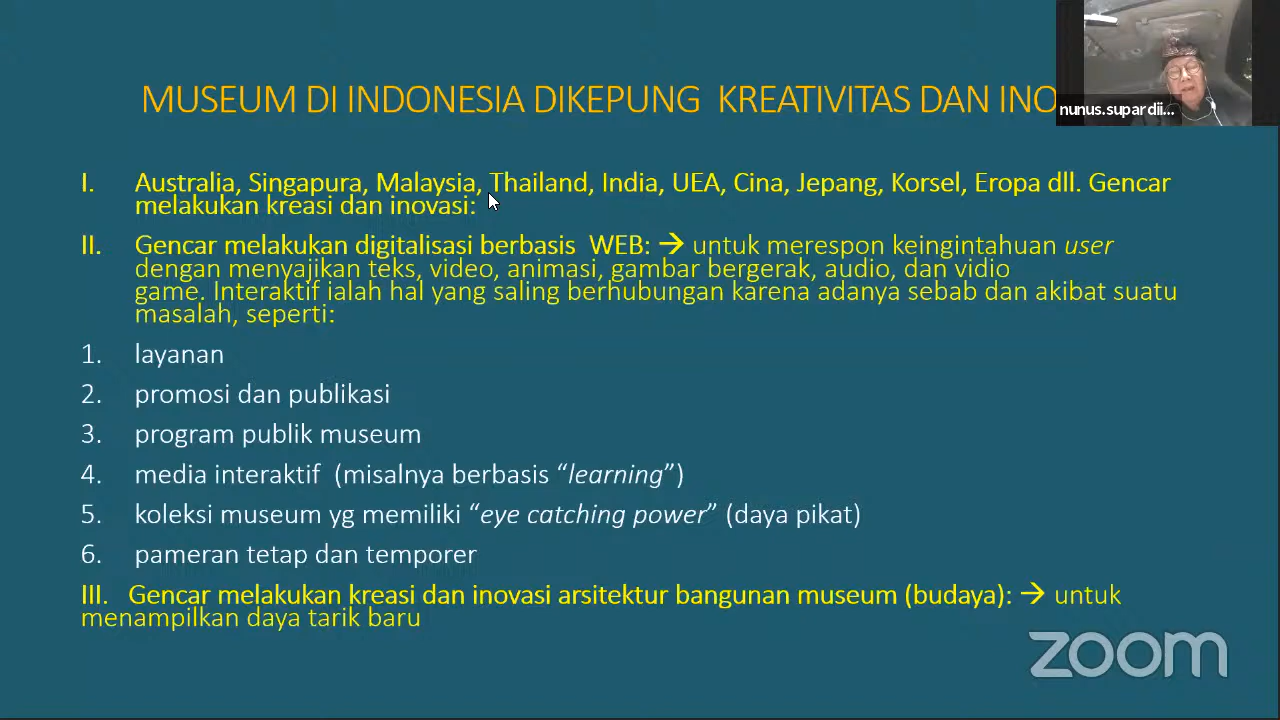 MUSEUM DI INDONESIA DIKEPUNG KREATIVITAS DAN INO
nunus.supardii...
I. Australia, Singapura, Malaysia, Thailand, India, UEA, Cina, Jepang, Korsel, Eropa dll. Gencar
melakukan kreasi dan inovasi:
II. Gencar melakukan digitalisasi berbasis WEB: → untuk merespon keingintahuan user
dengan menyajikan teks, video, animasi, gambar bergerak, audio, dan vidio
game. Interaktif ialah hal yang saling berhubungan karena adanya sebab dan akibat suatu
masalah, seperti:
1. layanan
2. promosi dan publikasi
3. program publik museum
4. media interaktif (misalnya berbasis “learning”)
5. koleksi museum yg memiliki “eye catching power” (daya pikat)
6. pameran tetap dan temporer
III. Gencar melakukan kreasi dan inovasi arsitektur bangunan museum (budaya): → untuk
menampilkan daya tarik baru
zoom